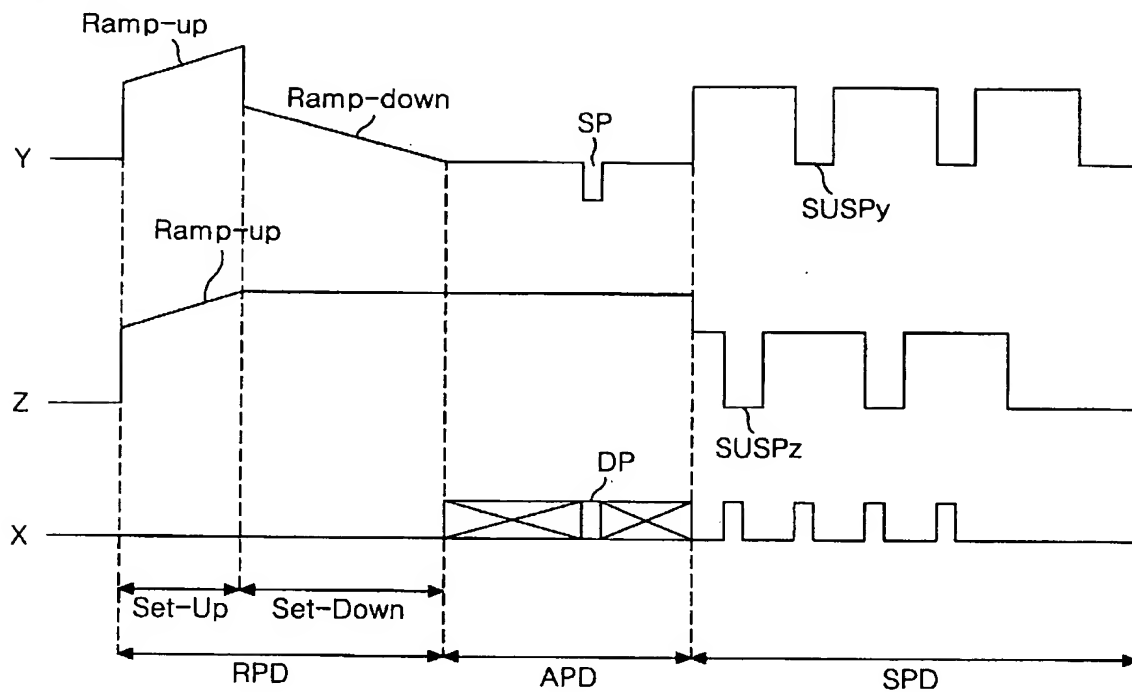 Ramp-up
Ramp-down
SP
Y
SUSPy
Ramp-up
Z
SUSPz
DP
X
Set-Up
Set-Down
RPD
APD
SPD